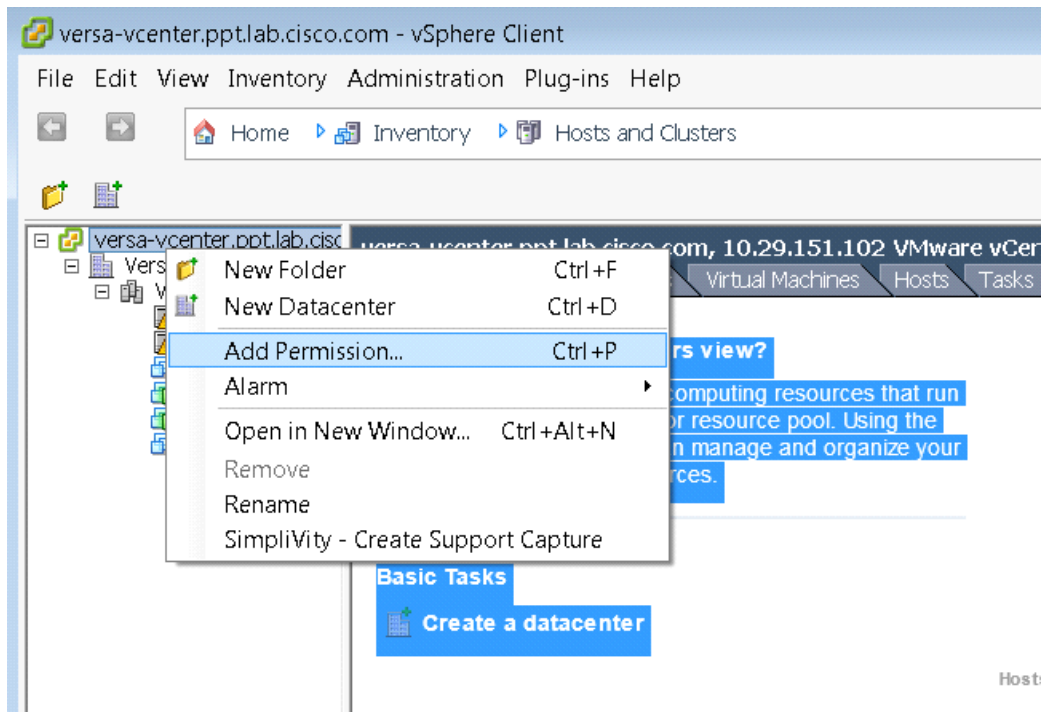 versa-vcenter.ppt.lab.cisco.com - vSphere Client
File Edit View Inventory Administration Plug-ins Help
Home Inventory Hosts and Clusters
versa-vcenter.ppt.lab.cisc
versa-vcenter.ppt.lab.cisco.com, 10.29.151.102 VMware vCer
Vers
V
New Folder Ctrl+F
Virtual Machines Hosts Tasks
New Datacenter Ctrl+D
Add Permission... Ctrl+P
rs view?
Alarm
computing resources that run
or resource pool. Using the
Open in New Window... Ctrl+Alt+N
n manage and organize your
Remove
rces.
Rename
SimpliVity - Create Support Capture
Basic Tasks
Create a datacenter
Hosts